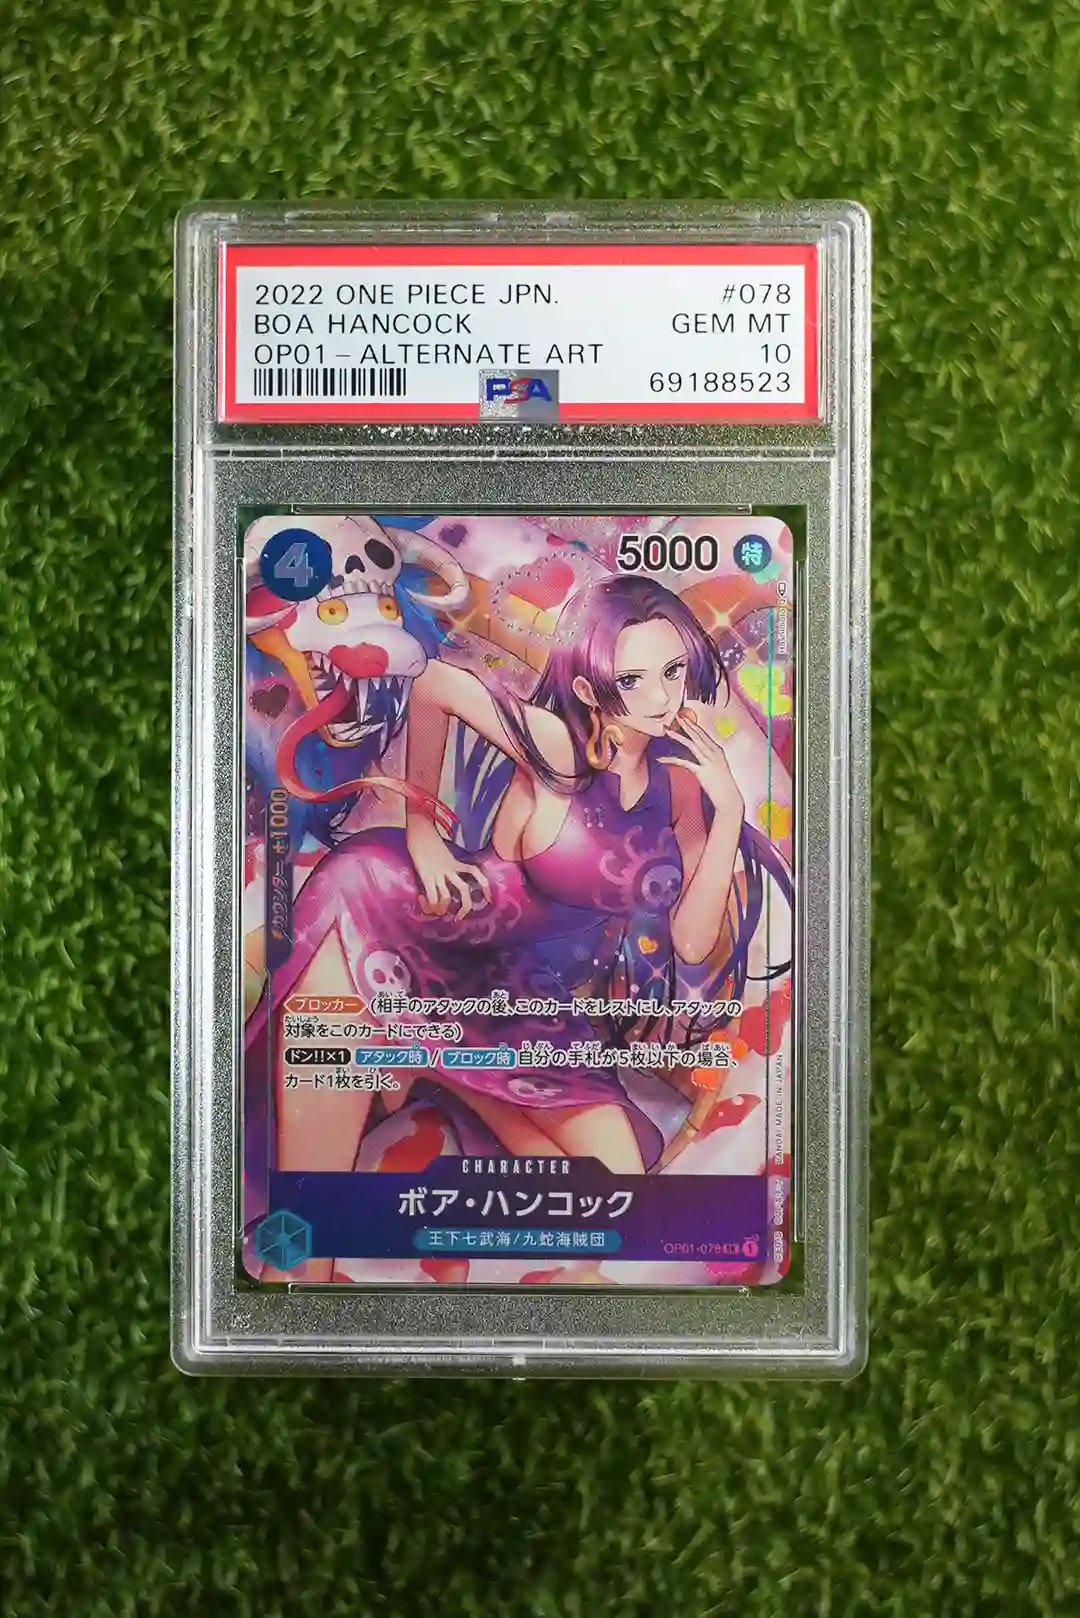 2022 ONE PIECE JPN. #078
BOA HANCOCK GEM MT
OP01 - ALTERNATE ART 10
PSA 69188523
4 5000 特
カウンター +1000
ブロッカー (相手のアタックの後、このカードをレストにし、アタックの
対象をこのカードにできる)
ドン!!×1 アタック時 / ブロック時 自分の手札が5枚以下の場合、
カード1枚を引く。
BANDAI MADE IN JAPAN
CHARACTER
ボア・ハンコック
王下七武海/九蛇海賊団
OP01-078 SR 1